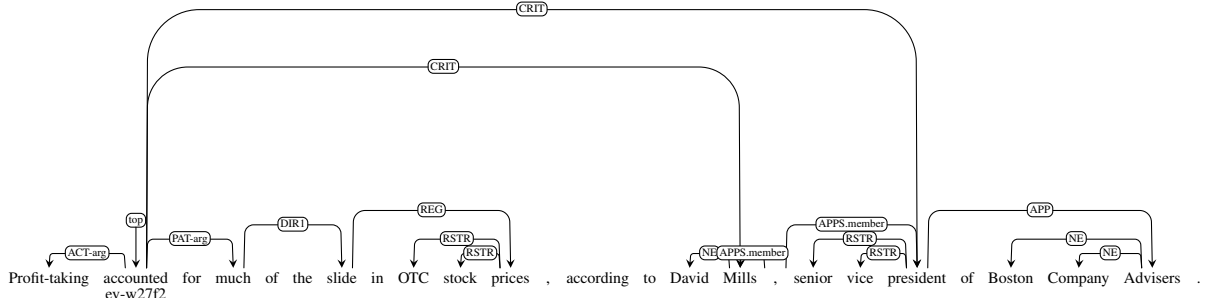 CRIT
CRIT
top
DIR1
REG
APPS.member
APP
ACT-arg
PAT-arg
RSTR
RSTR
NE
APPS.member
RSTR
RSTR
NE
NE
Profit-taking accounted for much of the slide in OTC stock prices , according to David Mills , senior vice president of Boston Company Advisers .
ev-w27f2